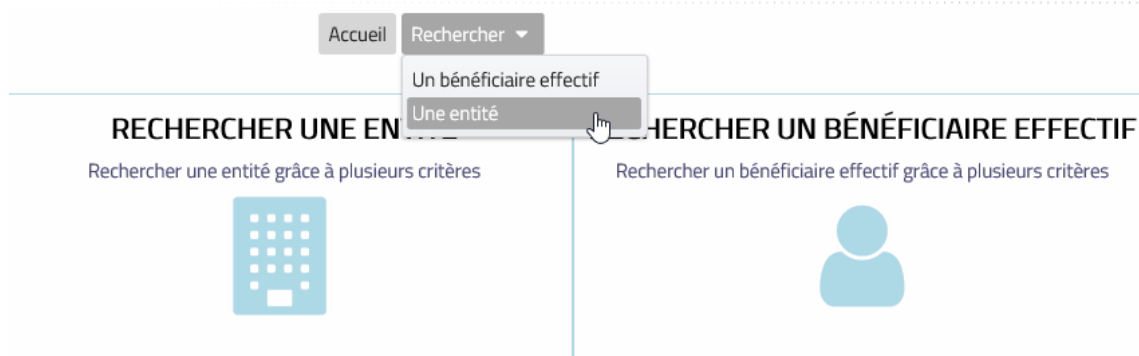 Accueil Rechercher
Un bénéficiaire effectif
Une entité
RECHERCHER UNE
HERCHER UN BÉNÉFICIAIRE EFFECTIF
Rechercher une entité grâce à plusieurs critères
Rechercher un bénéficiaire effectif grâce à plusieurs critères